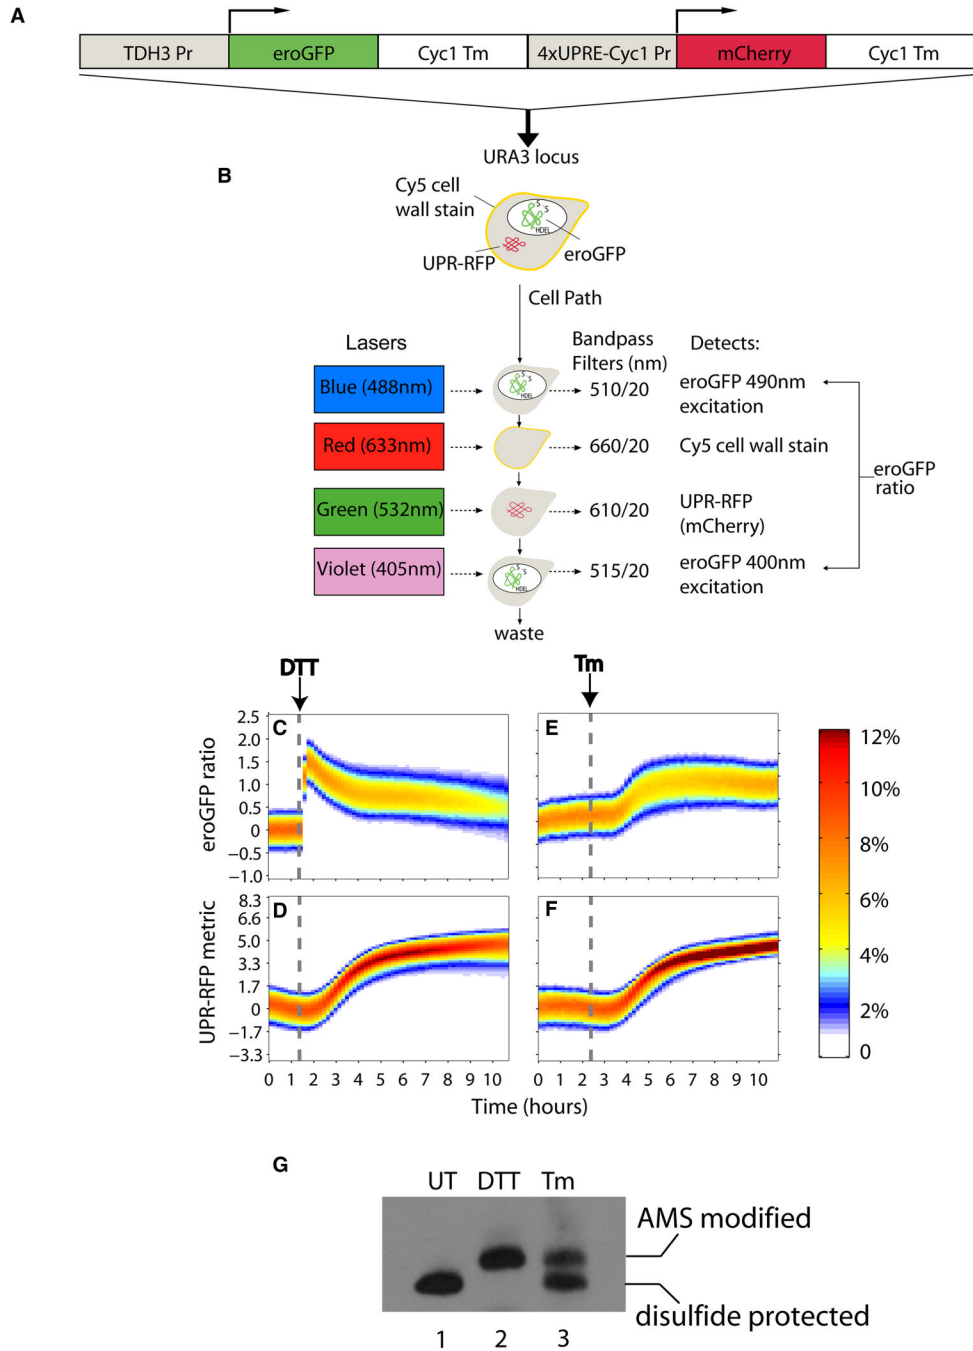 A
TDH3 Pr eroGFP Cyc1 Tm 4xUPRE-Cyc1 Pr mCherry Cyc1 Tm
URA3 locus
B
Cy5 cell
wall stain
S
S
HDEL
UPR-RFP
eroGFP
Cell Path
Lasers
Bandpass
Filters (nm)
Detects:
Blue (488nm)
S
S
HDEL
510/20
eroGFP 490nm
excitation
Red (633nm)
660/20
Cy5 cell wall stain
eroGFP
ratio
Green (532nm)
610/20
UPR-RFP
(mCherry)
Violet (405nm)
S
S
HDEL
515/20
eroGFP 400nm
excitation
waste
DTT
Tm
C
eroGFP ratio
2.5
2.0
1.5
1.0
0.5
0
−0.5
−1.0
E
D
UPR-RFP metric
8.3
6.6
5.0
3.3
1.7
0
−1.7
−3.3
F
0 1 2 3 4 5 6 7 8 9 10
0 1 2 3 4 5 6 7 8 9 10
Time (hours)
12%
10%
8%
6%
4%
2%
0
G
UT DTT Tm
AMS modified
disulfide protected
1 2 3